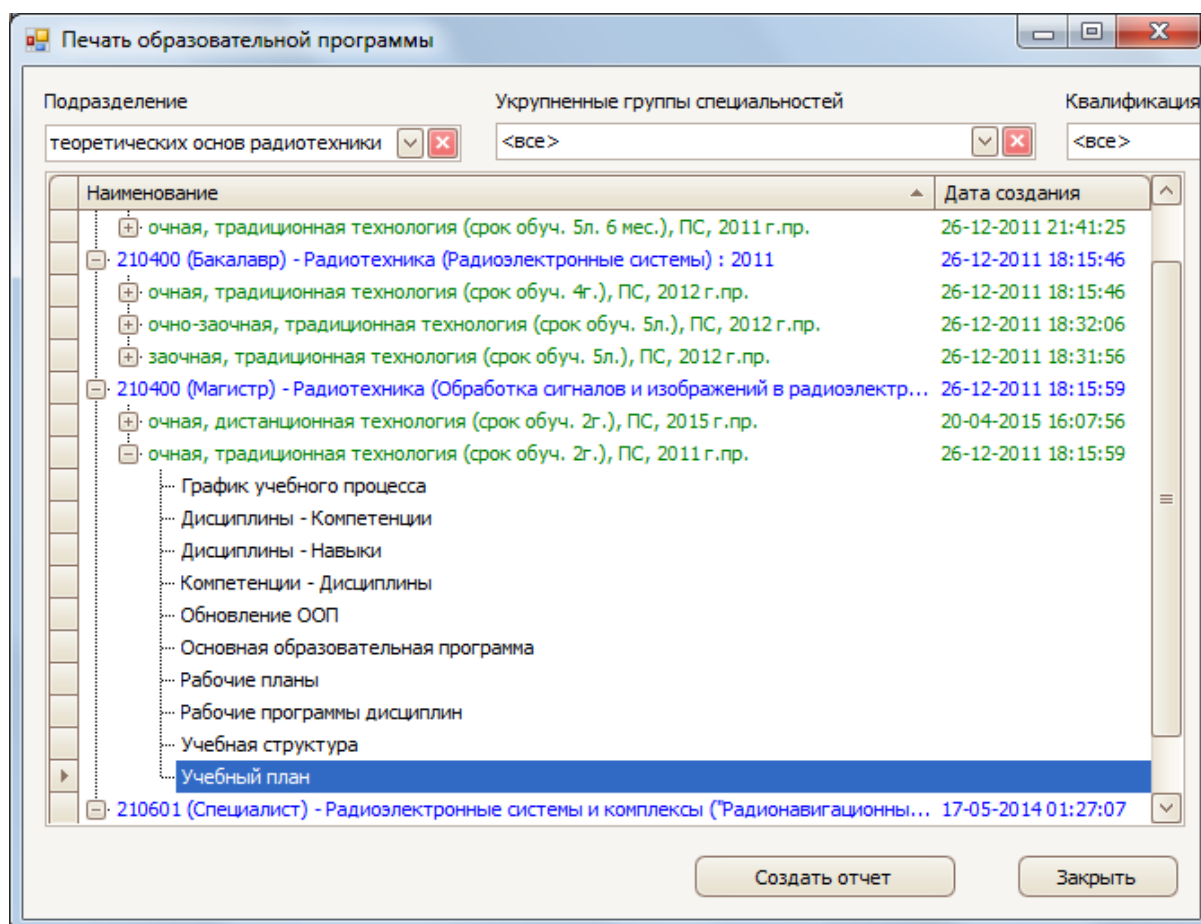 Печать образовательной программы
Подразделение Укрупненные группы специальностей Квалификация
теоретических основ радиотехники <все> <все>
Наименование Дата создания
очная, традиционная технология (срок обуч. 5л. 6 мес.), ПС, 2011 г.пр. 26-12-2011 21:41:25
210400 (Бакалавр) - Радиотехника (Радиоэлектронные системы) : 2011 26-12-2011 18:15:46
очная, традиционная технология (срок обуч. 4г.), ПС, 2012 г.пр. 26-12-2011 18:15:46
очно-заочная, традиционная технология (срок обуч. 5л.), ПС, 2012 г.пр. 26-12-2011 18:32:06
заочная, традиционная технология (срок обуч. 5л.), ПС, 2012 г.пр. 26-12-2011 18:31:56
210400 (Магистр) - Радиотехника (Обработка сигналов и изображений в радиоэлектр... 26-12-2011 18:15:59
очная, дистанционная технология (срок обуч. 2г.), ПС, 2015 г.пр. 20-04-2015 16:07:56
очная, традиционная технология (срок обуч. 2г.), ПС, 2011 г.пр. 26-12-2011 18:15:59
График учебного процесса
Дисциплины - Компетенции
Дисциплины - Навыки
Компетенции - Дисциплины
Обновление ООП
Основная образовательная программа
Рабочие планы
Рабочие программы дисциплин
Учебная структура
Учебный план
210601 (Специалист) - Радиоэлектронные системы и комплексы ("Радионавигационны... 17-05-2014 01:27:07
Создать отчет Закрыть